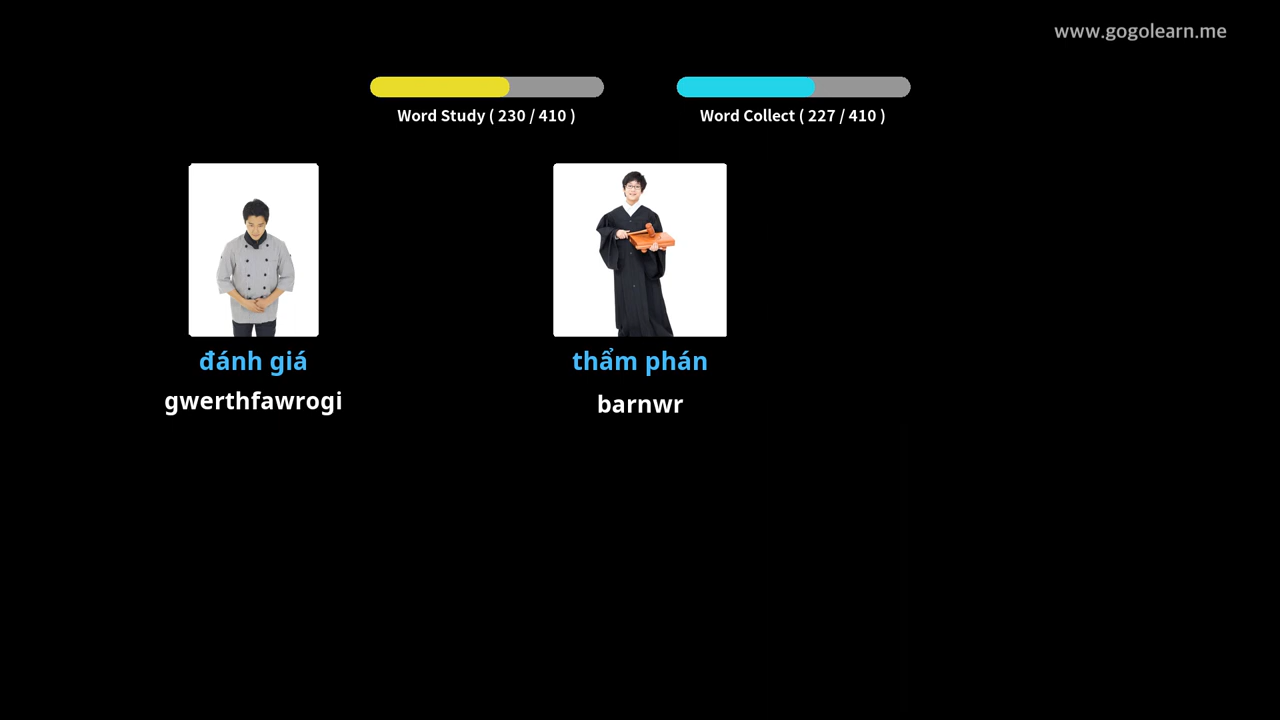 www.gogolearn.me
Word Study ( 230 / 410 )
Word Collect ( 227 / 410 )
đánh giá
gwerthfawrogi
thẩm phán
barnwr